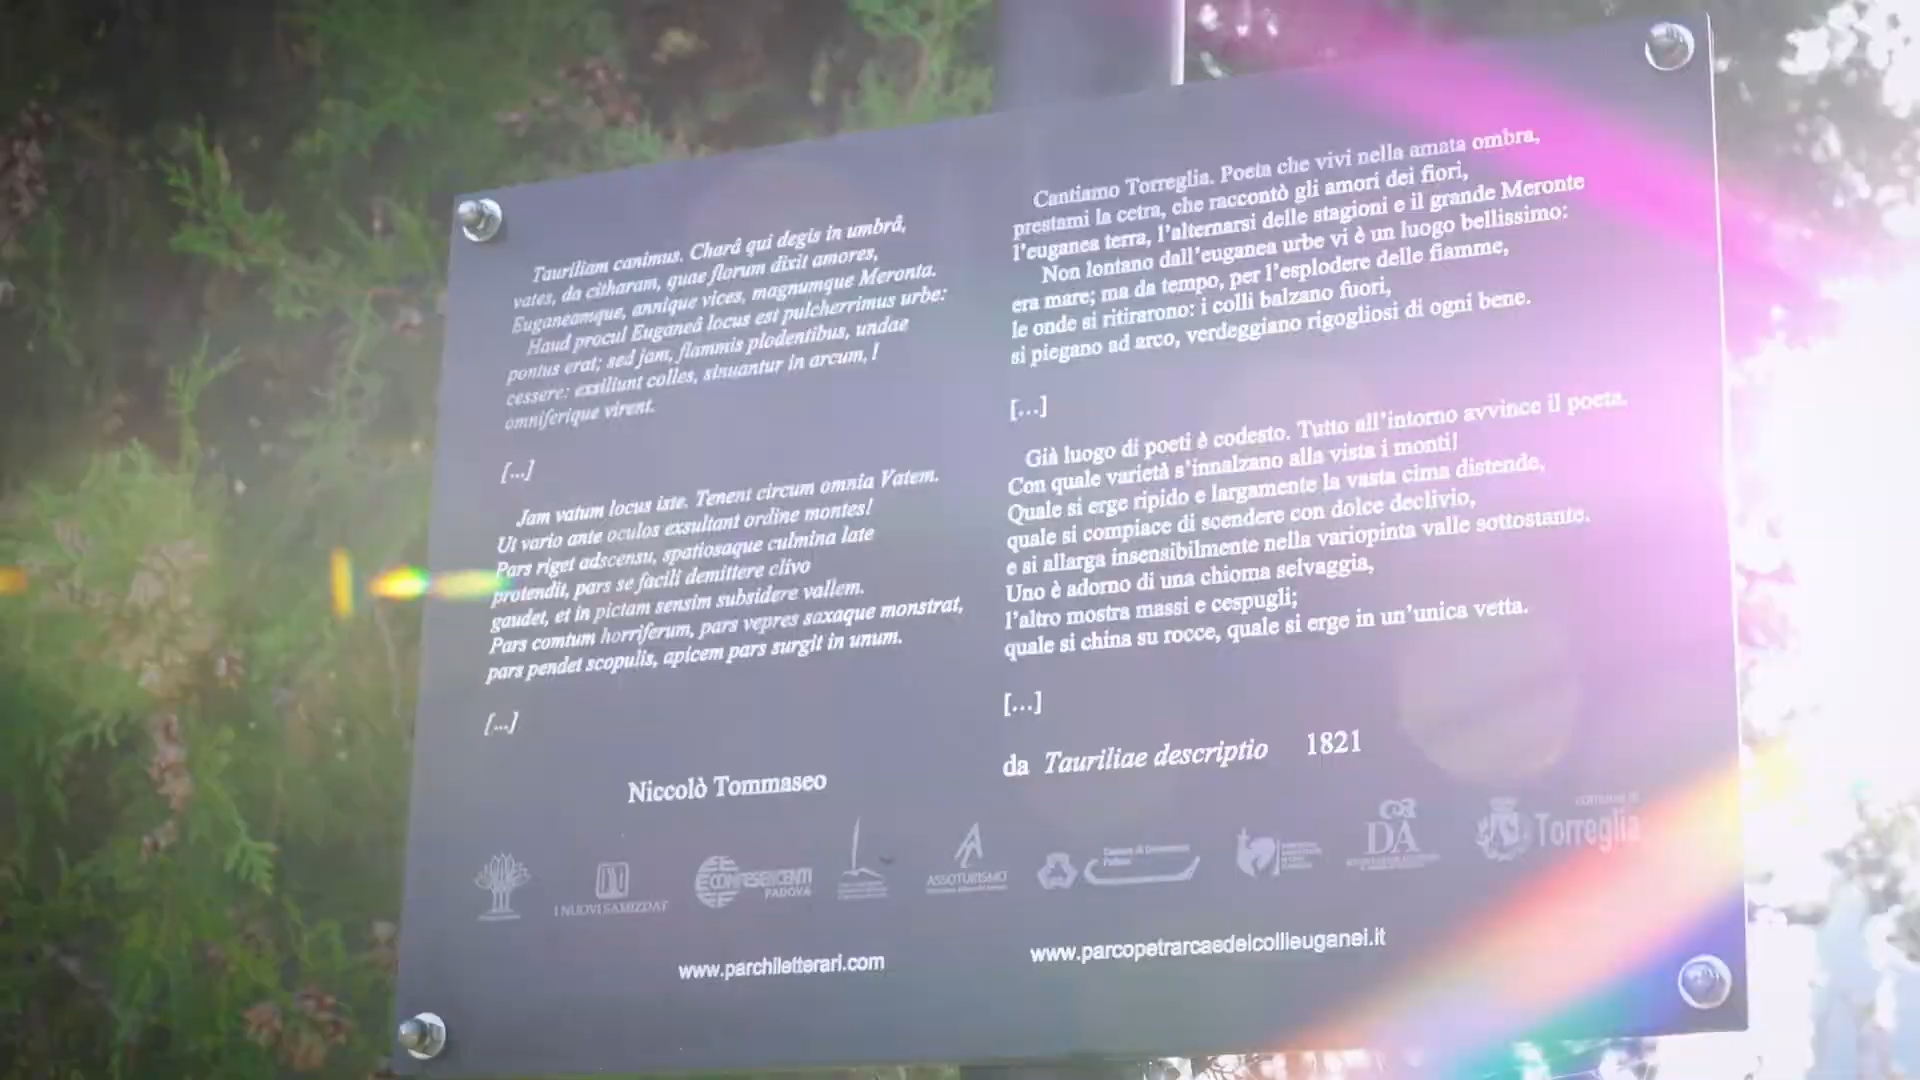 Tauriliam canimus. Charâ qui degis in umbrâ,
vates, da citharam, quae florum dixit amores,
Euganeamque, annique vices, magnumque Meronta.
Haud procul Euganeâ locus est pulcherrimus urbe:
pontus erat; sed jam, flammis plodentibus, undae
cessere: exsiliunt colles, sinuantur in arcum, I
omniferique virent.
[...]
Jam vatum locus iste. Tenent circum omnia Vatem.
Ut vario ante oculos exsultant ordine montes!
Pars riget adscensu, spatiosaque culmina late
protendit, pars se facili demittere clivo
gaudet, et in pictam sensim subsidere vallem.
Pars comtum horriferum, pars vepres saxaque monstrat,
pars pendet scopulis, apicem pars surgit in unum.
[...]
Niccolò Tommaseo
Cantiamo Torreglia. Poeta che vivi nella amata ombra,
prestami la cetra, che raccontò gli amori dei fiori,
l'euganea terra, l'alternarsi delle stagioni e il grande Meronte
Non lontano dall'euganea urbe vi è un luogo bellissimo:
era mare; ma da tempo, per l'esplodere delle fiamme,
le onde si ritirarono: i colli balzano fuori,
si piegano ad arco, verdeggiano rigogliosi di ogni bene.
[...]
Già luogo di poeti è codesto. Tutto all'intorno avvince il poeta.
Con quale varietà s'innalzano alla vista i monti!
Quale si erge ripido e largamente la vasta cima distende,
quale si compiace di scendere con dolce declivio,
e si allarga insensibilmente nella variopinta valle sottostante.
Uno è adorno di una chioma selvaggia,
l'altro mostra massi e cespugli;
quale si china su rocce, quale si erge in un'unica vetta.
[...]
da Tauriliae descriptio 1821
I NUOVI SAMIZDAT
CONFESERCENTI
PADOVA
ASSOTURISMO
Camera di Commercio
Padova
DA
comune di
Torreglia
www.parchiletterari.com
www.parcopetrarcaedeicollieuganei.it